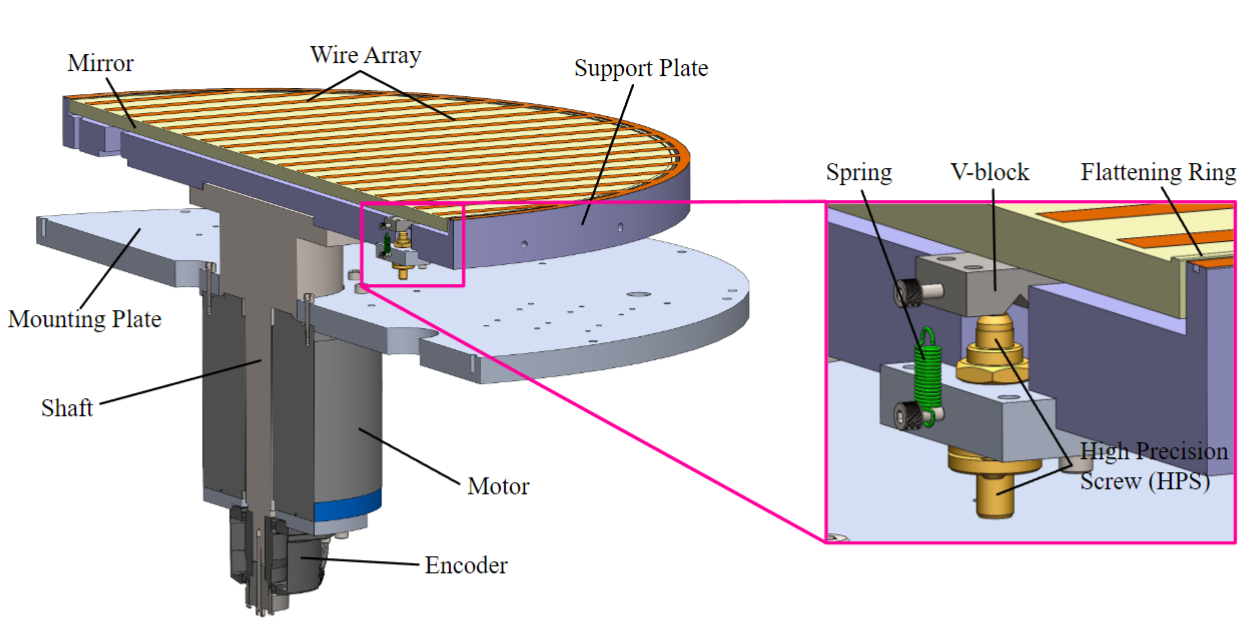 Mirror
Wire Array
Support Plate
Spring
V-block
Flattening Ring
Mounting Plate
Shaft
High Precision
Screw (HPS)
Motor
Encoder